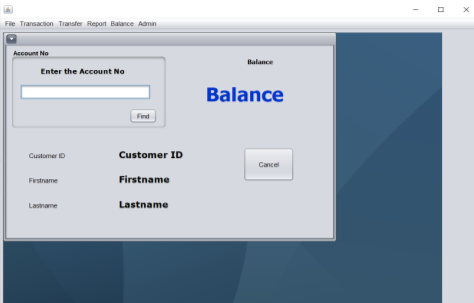 File Transaction Transfer Report Balance Admin
Account No
Enter the Account No
Balance
Balance
Find
Customer ID Customer ID
Cancel
Firstname Firstname
Lastname Lastname